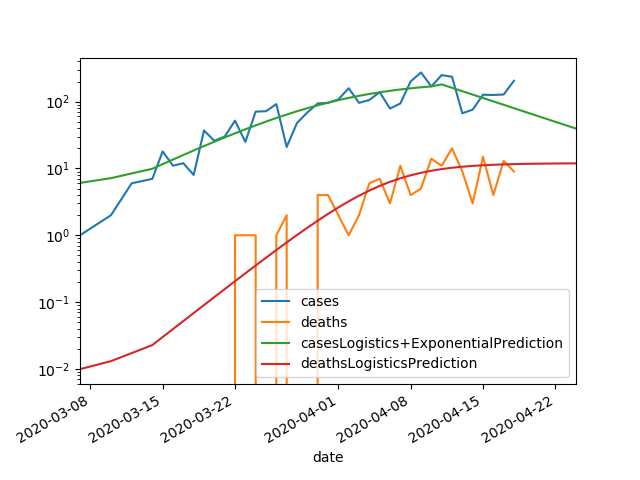 10²
10¹
10⁰
10⁻¹
10⁻²
cases
deaths
casesLogistics+ExponentialPrediction
deathsLogisticsPrediction
2020-03-08
2020-03-15
2020-03-22
2020-04-01
2020-04-08
2020-04-15
2020-04-22
date